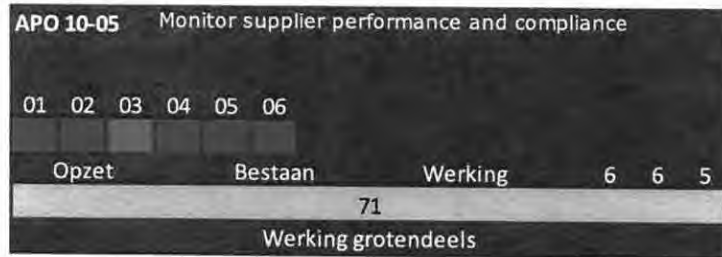 APO 10-05 Monitor supplier performance and compliance
01 02 03 04 05 06
Opzet Bestaan Werking 6 6 5
71
Werking grotendeels